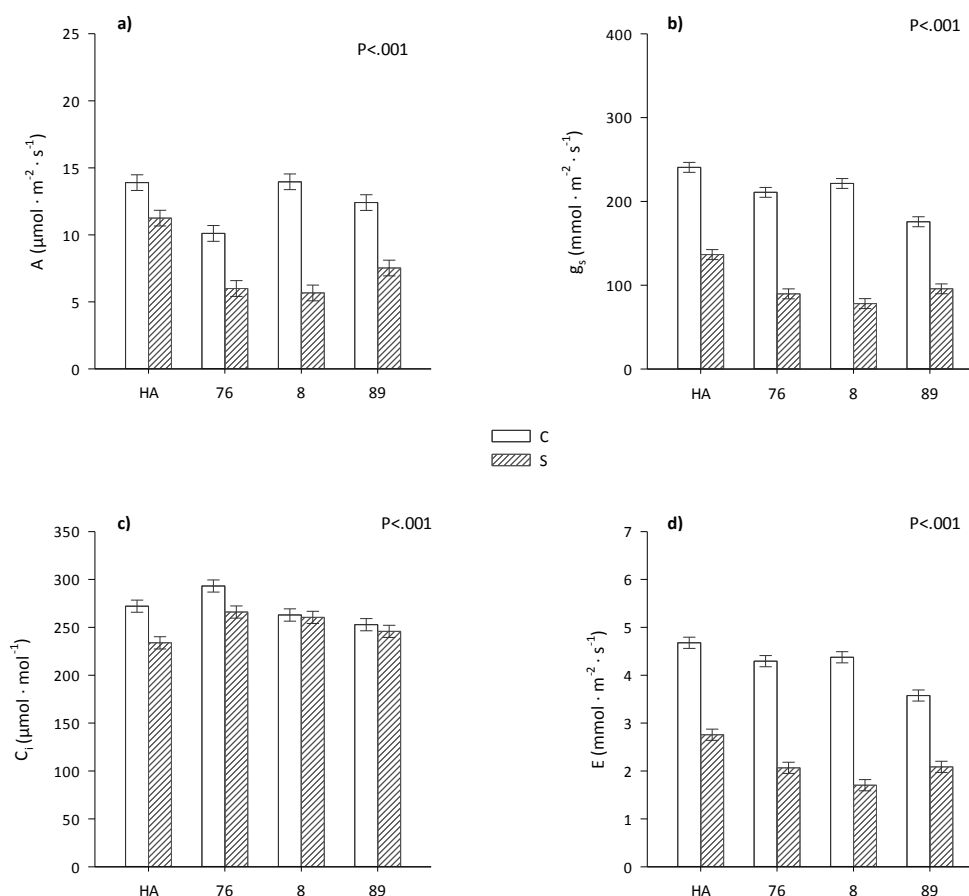 a)
P<.001
25
20
15
10
5
0
A (µmol · m⁻² · s⁻¹)
HA 76 8 89
b)
P<.001
400
300
200
100
0
gₛ (mmol · m⁻² · s⁻¹)
HA 76 8 89
C
S
c)
P<.001
350
300
250
200
150
100
50
0
Cᵢ (µmol · mol⁻¹)
HA 76 8 89
d)
P<.001
7
6
5
4
3
2
1
0
E (mmol · m⁻² · s⁻¹)
HA 76 8 89